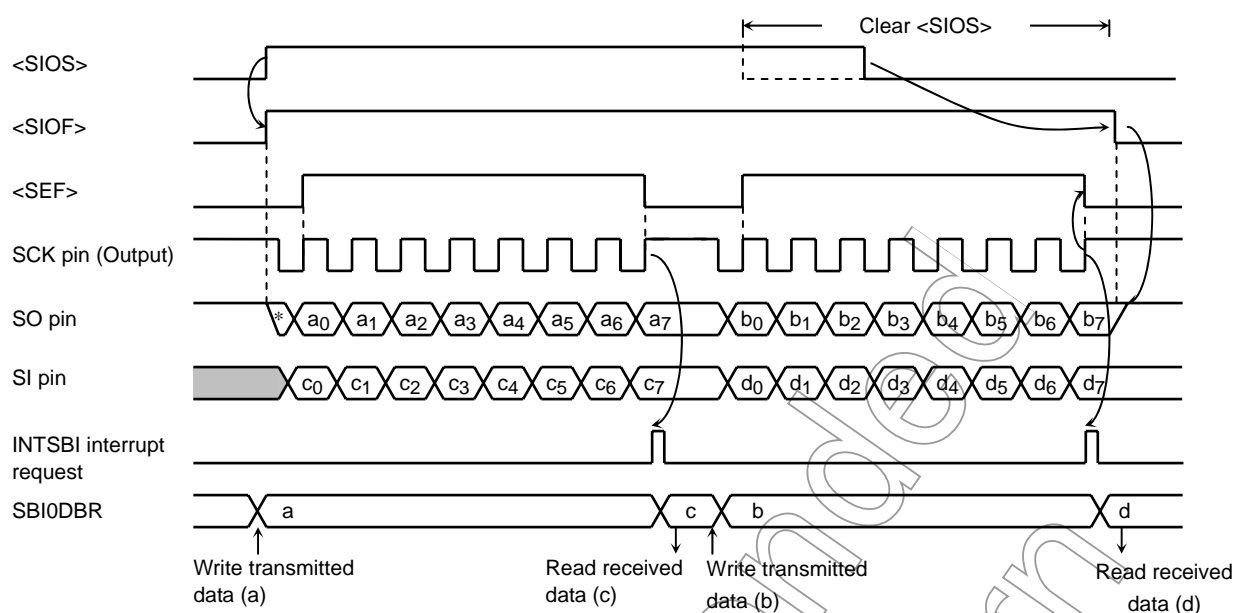 Clear <SIOS>
<SIOS>
<SIOF>
<SEF>
SCK pin (Output)
SO pin
* a0 a1 a2 a3 a4 a5 a6 a7 b0 b1 b2 b3 b4 b5 b6 b7
SI pin
c0 c1 c2 c3 c4 c5 c6 c7 d0 d1 d2 d3 d4 d5 d6 d7
INTSBI interrupt
request
SBI0DBR
a c b d
Write transmitted
data (a)
Read received
data (c)
Write transmitted
data (b)
Read received
data (d)